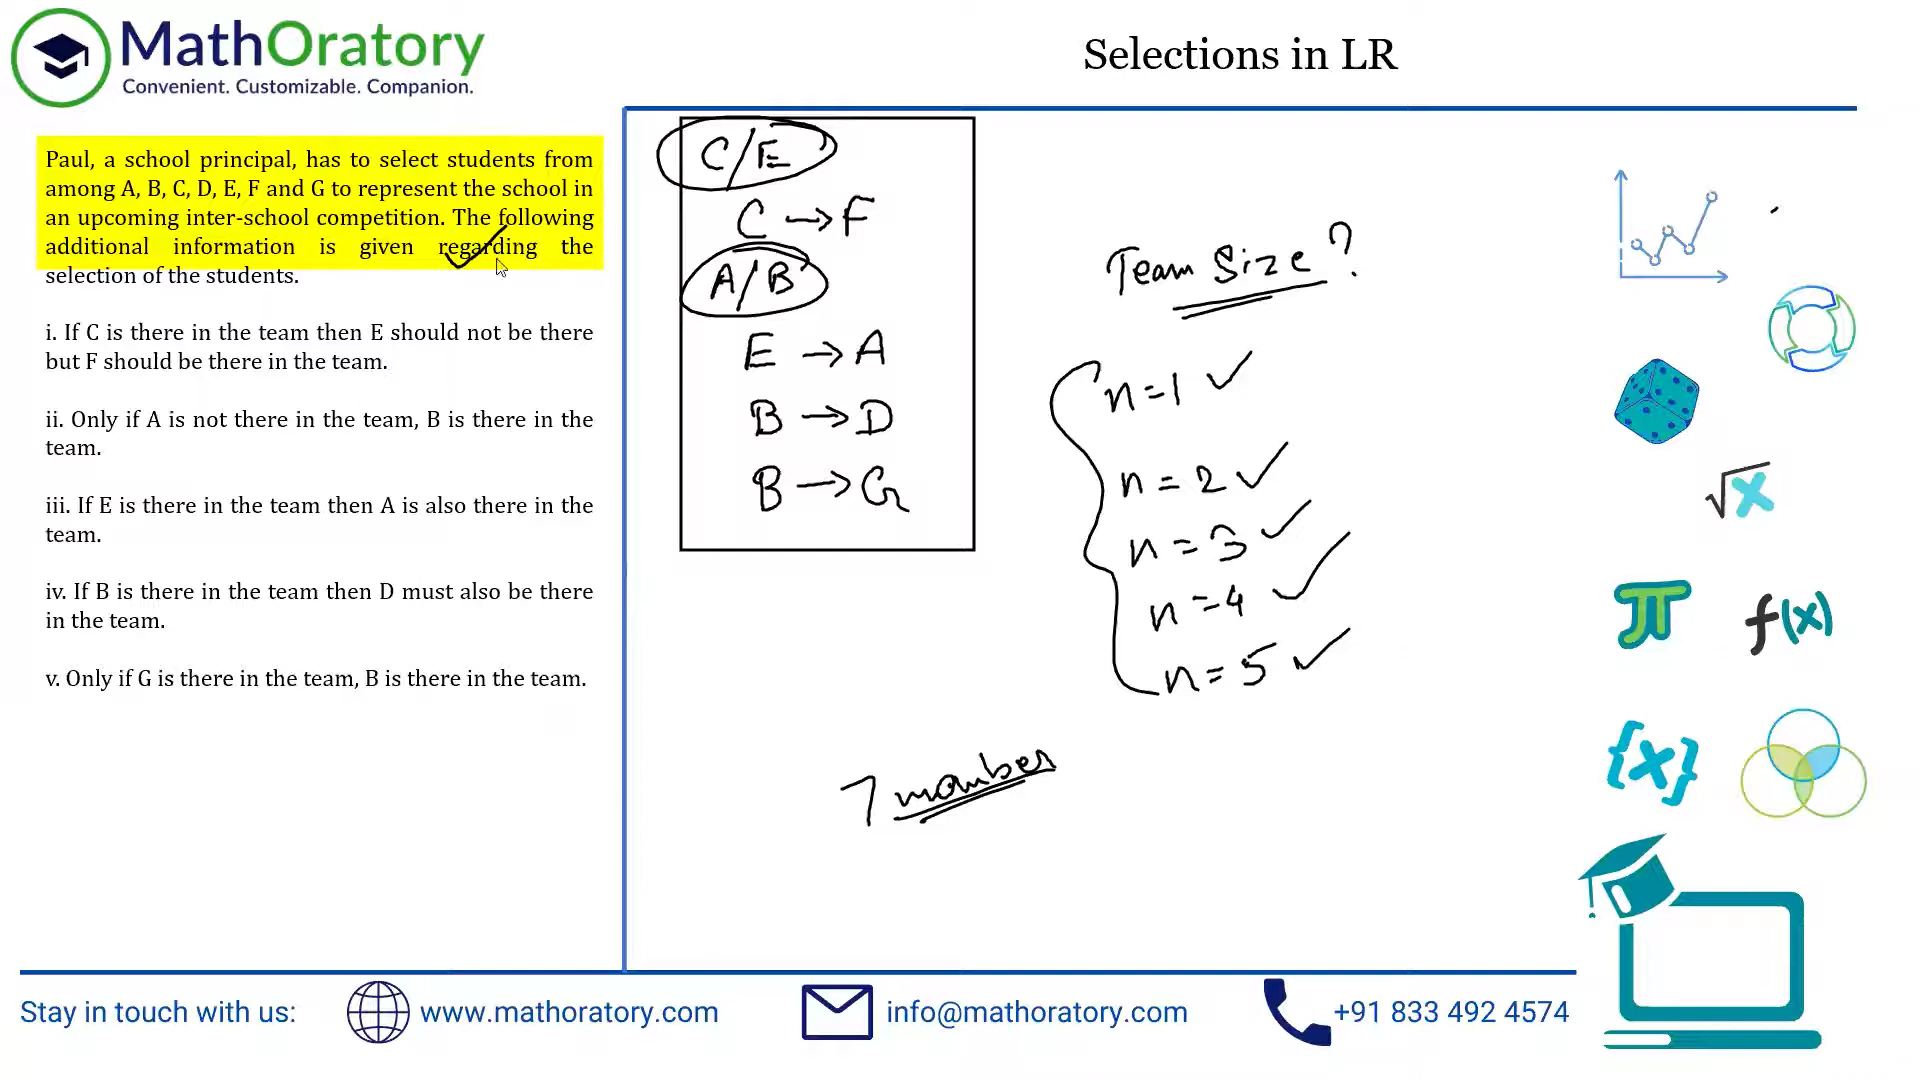 MathOratory
Convenient. Customizable. Companion.
Selections in LR
Paul, a school principal, has to select students from
among A, B, C, D, E, F and G to represent the school in
an upcoming inter-school competition. The following
additional information is given regarding the
selection of the students.
i. If C is there in the team then E should not be there
but F should be there in the team.
ii. Only if A is not there in the team, B is there in the
team.
iii. If E is there in the team then A is also there in the
team.
iv. If B is there in the team then D must also be there
in the team.
v. Only if G is there in the team, B is there in the team.
C/E
C → F
A/B
E → A
B → D
B → G
Team Size ?
n=1 ✓
n = 2 ✓
n = 3 ✓
n = 4 ✓
n = 5 ✓
7 member
√x
π
f(x)
{x}
Stay in touch with us:
www.mathoratory.com
info@mathoratory.com
+91 833 492 4574